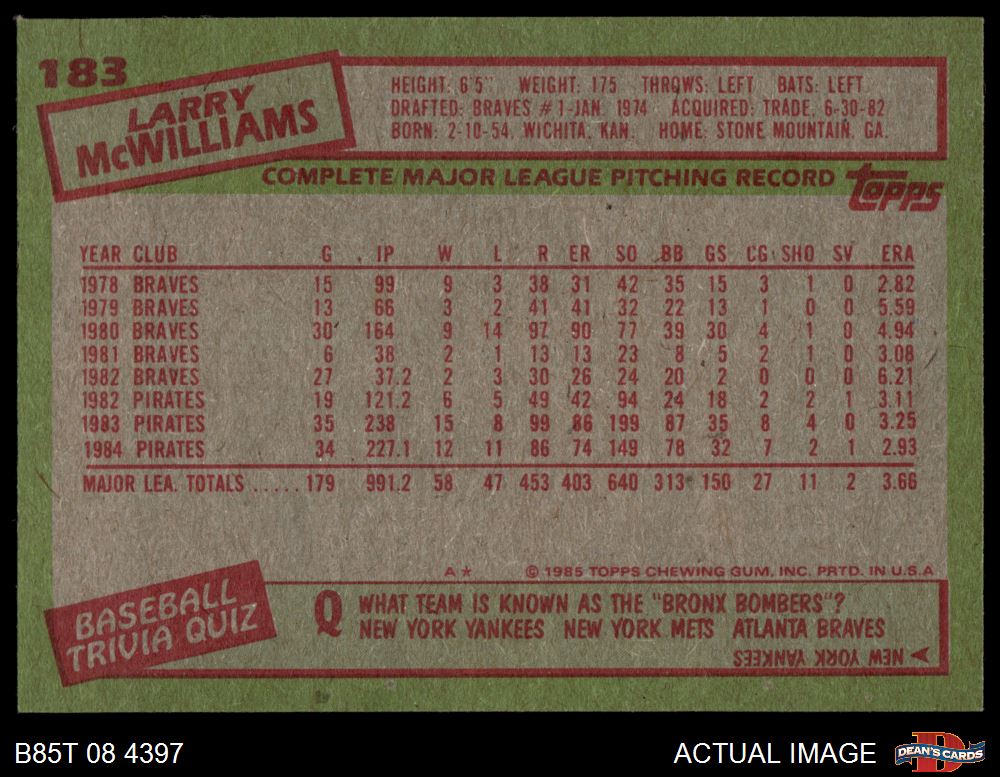 183
LARRY
McWILLIAMS
HEIGHT: 6'5" WEIGHT: 175 THROWS: LEFT BATS: LEFT
DRAFTED: BRAVES #1-JAN. 1974 ACQUIRED: TRADE, 6-30-82
BORN: 2-10-54, WICHITA, KAN. HOME: STONE MOUNTAIN, GA.
COMPLETE MAJOR LEAGUE PITCHING RECORD
Topps
YEAR CLUB G IP W L R ER SO BB GS CG SHO SV ERA
1978 BRAVES 15 99 9 3 38 31 42 35 15 3 1 0 2.82
1979 BRAVES 13 66 3 2 41 41 32 22 13 1 0 0 5.59
1980 BRAVES 30 164 9 14 97 90 77 39 30 4 1 0 4.94
1981 BRAVES 6 38 2 1 13 13 23 8 5 2 1 0 3.08
1982 BRAVES 27 37.2 2 3 30 26 24 20 2 0 0 0 6.21
1982 PIRATES 19 121.2 6 5 49 42 94 24 18 2 2 1 3.11
1983 PIRATES 35 238 15 8 99 86 199 87 35 8 4 0 3.25
1984 PIRATES 34 227.1 12 11 86 74 149 78 32 7 2 1 2.93
MAJOR LEA. TOTALS ..... 179 991.2 58 47 453 403 640 313 150 27 11 2 3.66
A★ © 1985 TOPPS CHEWING GUM, INC. PRTD. IN U.S.A
BASEBALL
TRIVIA QUIZ
Q WHAT TEAM IS KNOWN AS THE "BRONX BOMBERS"?
NEW YORK YANKEES NEW YORK METS ATLANTA BRAVES
NEW YORK YANKEES
B85T 08 4397
ACTUAL IMAGE
D
DEAN'S CARDS